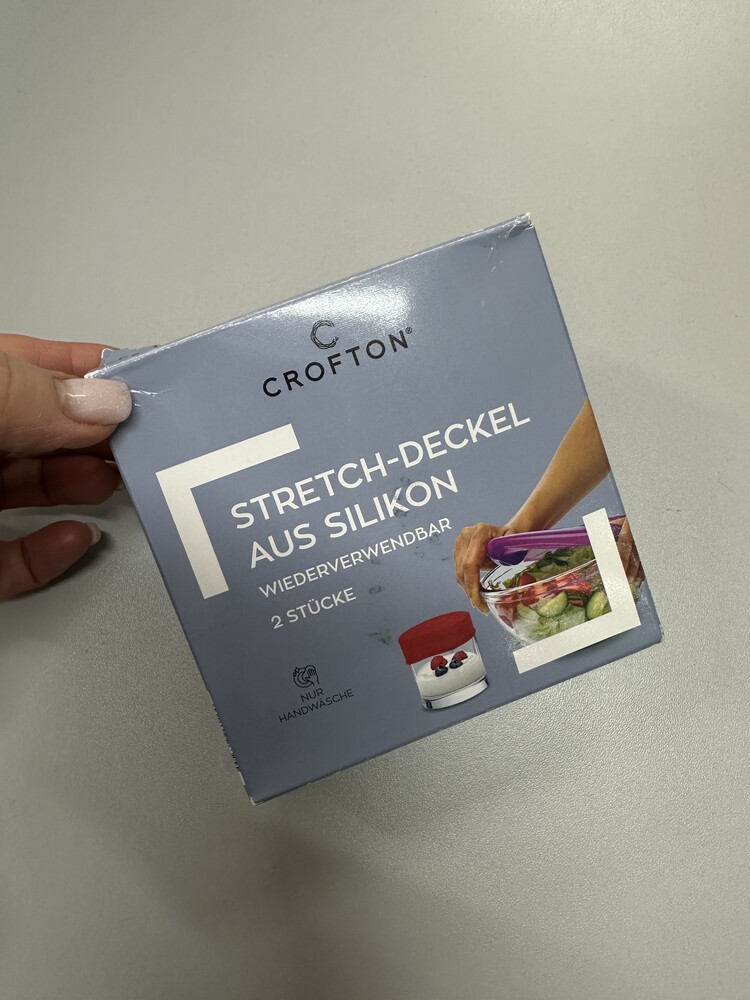 CROFTON®
STRETCH-DECKEL
AUS SILIKON
WIEDERVERWENDBAR
2 STÜCKE
NUR
HANDWÄSCHE